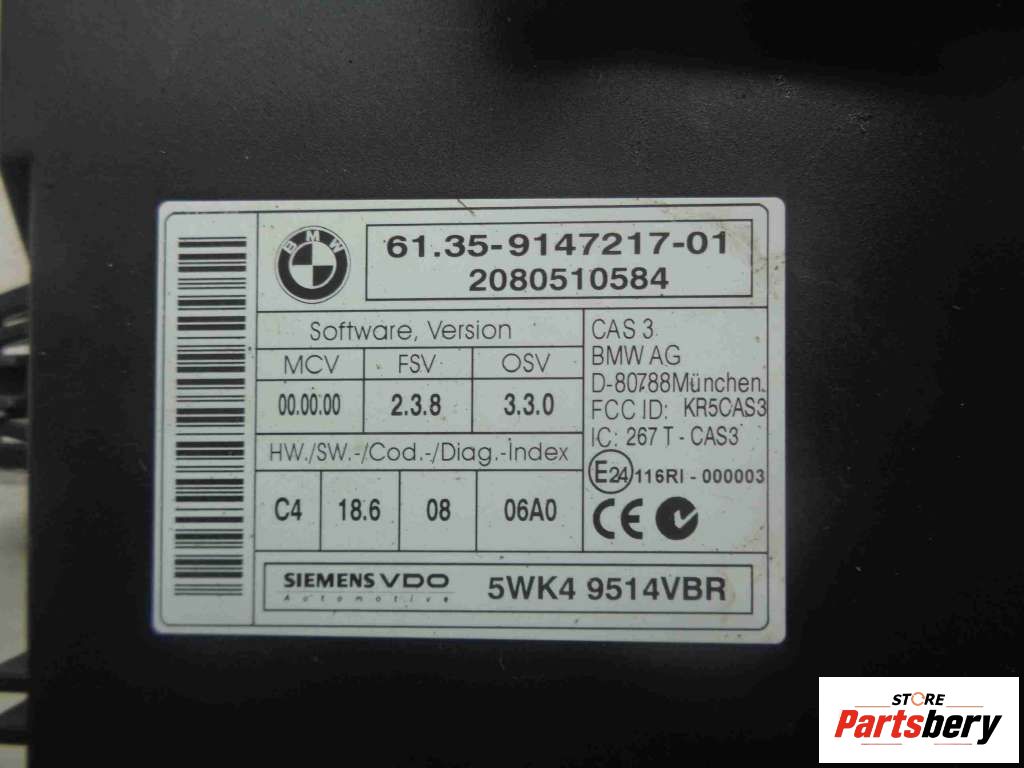 BMW
61.35-9147217-01
2080510584
Software, Version
MCV FSV OSV
00.00.00 2.3.8 3.3.0
HW./SW.-/Cod.-/Diag.-Index
C4 18.6 08 06A0
CAS 3
BMW AG
D-80788München.
FCC ID: KR5CAS3
IC: 267 T - CAS3
E24 116RI - 000003
CE
SIEMENS VDO
Automotive
5WK4 9514VBR
STORE
Partsbery